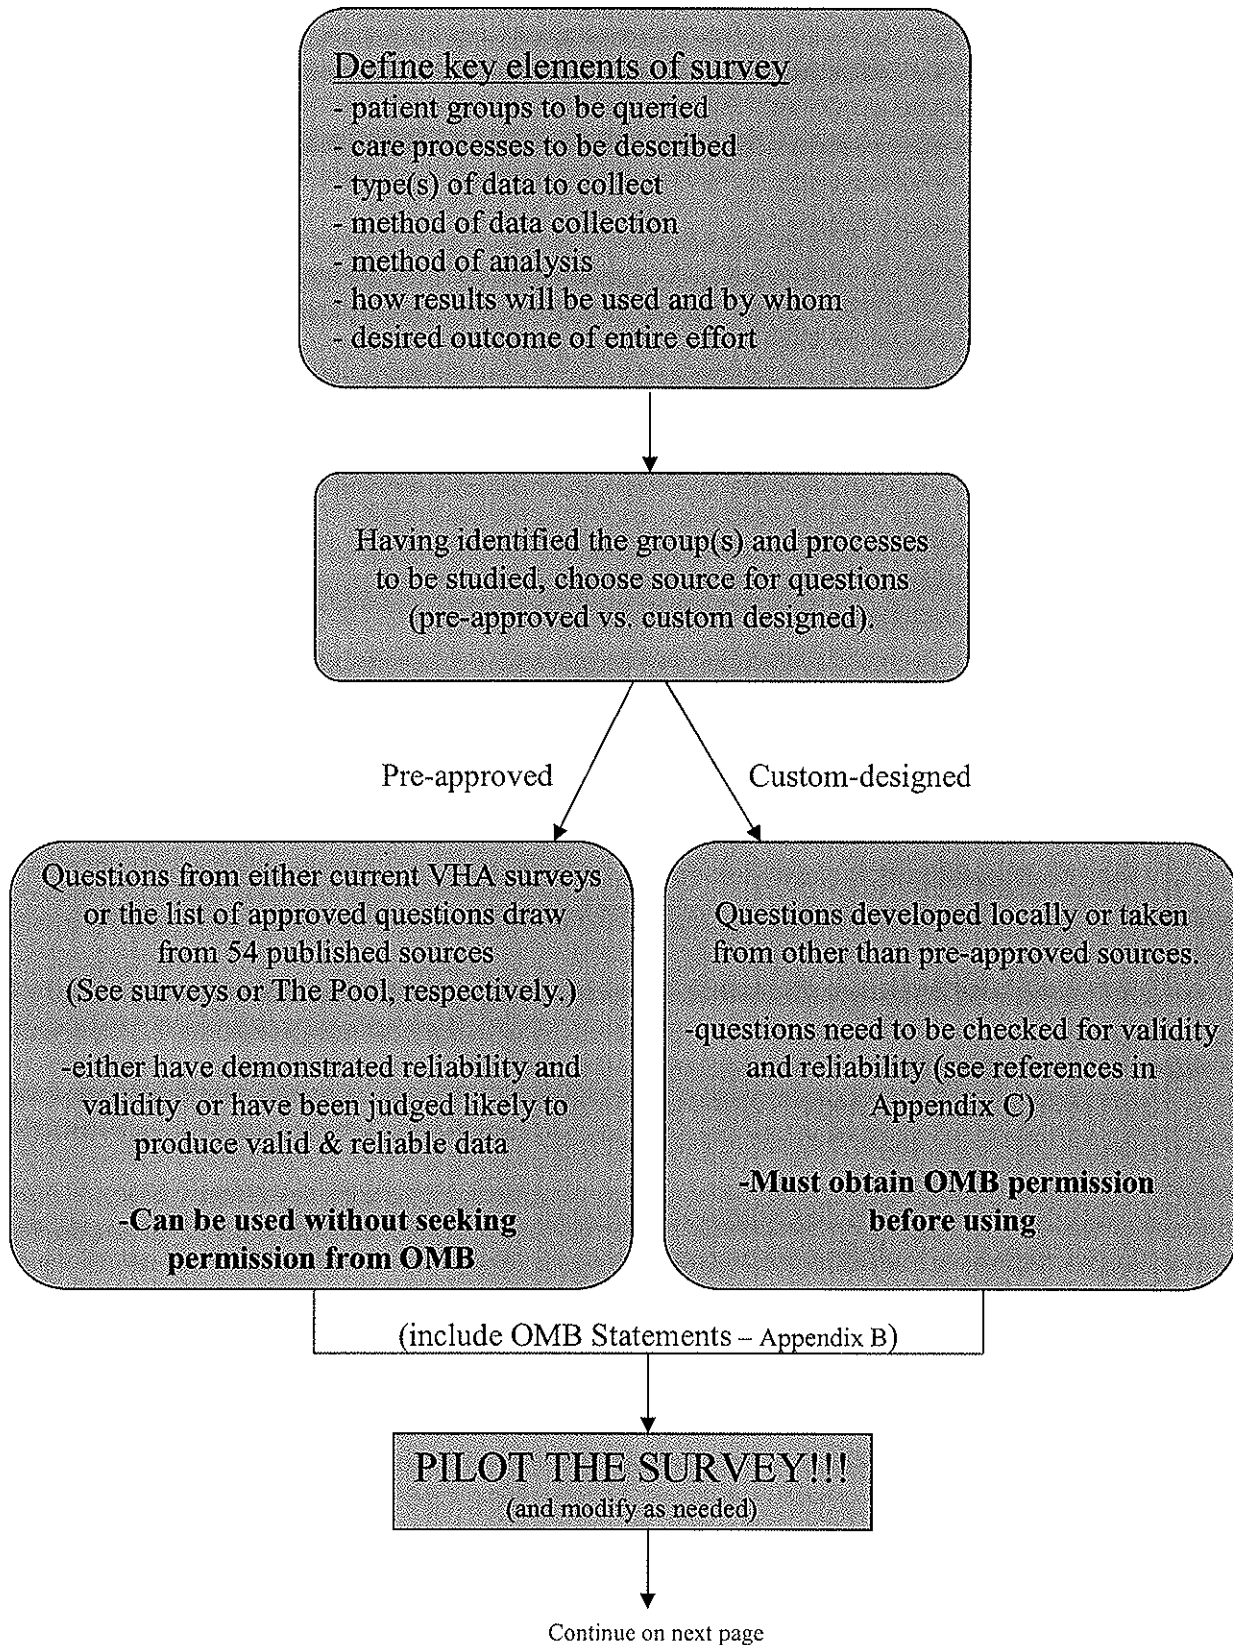 Define key elements of survey
- patient groups to be queried
- care processes to be described
- type(s) of data to collect
- method of data collection
- method of analysis
- how results will be used and by whom
- desired outcome of entire effort
Having identified the group(s) and processes
to be studied, choose source for questions
(pre-approved vs. custom designed).
Pre-approved
Custom-designed
Questions from either current VHA surveys
or the list of approved questions draw
from 54 published sources
(See surveys or The Pool, respectively.)
-either have demonstrated reliability and
validity or have been judged likely to
produce valid & reliable data
-Can be used without seeking
permission from OMB
Questions developed locally or taken
from other than pre-approved sources.
-questions need to be checked for validity
and reliability (see references in
Appendix C)
-Must obtain OMB permission
before using
(include OMB Statements – Appendix B)
PILOT THE SURVEY!!!
(and modify as needed)
Continue on next page